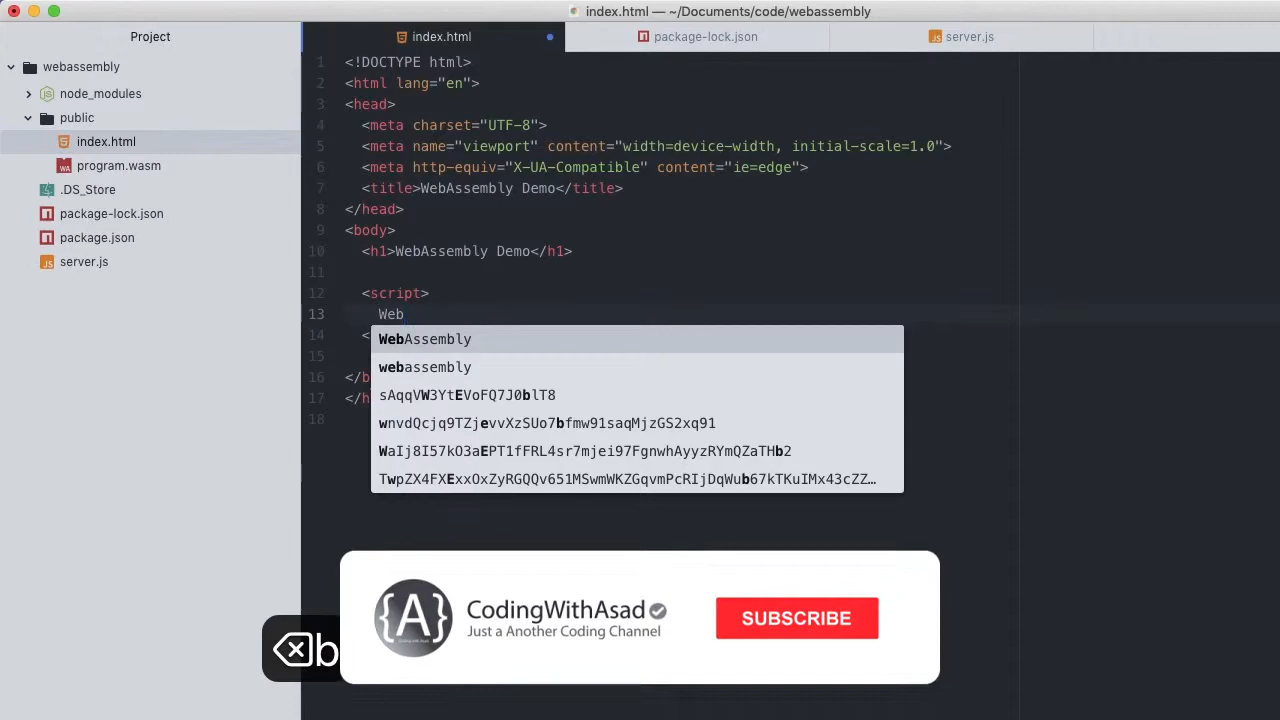 index.html — ~/Documents/code/webassembly
Project
index.html
package-lock.json
server.js
webassembly
node_modules
public
index.html
program.wasm
.DS_Store
package-lock.json
package.json
server.js
1 <!DOCTYPE html>
2 <html lang="en">
3 <head>
4 <meta charset="UTF-8">
5 <meta name="viewport" content="width=device-width, initial-scale=1.0">
6 <meta http-equiv="X-UA-Compatible" content="ie=edge">
7 <title>WebAssembly Demo</title>
8 </head>
9 <body>
10 <h1>WebAssembly Demo</h1>
11
12 <script>
13 Web
14 <
15
16 </b
17 </h
18
WebAssembly
webassembly
sAqqVW3YtEVoFQ7J0blT8
wnvdQcjq9TZjevvXzSUo7bfmw91saqMjzGS2xq91
WaIj8I57kO3aEPT1fFRL4sr7mjei97FgnwhAyyzRYmQZaTHb2
TwpZX4FXExxOxZyRGQQv651MSwmWKZGqvmPcRIjDqWub67kTKuIMx43cZZ…
b
{A}
CodingWithAsad
Just a Another Coding Channel
SUBSCRIBE